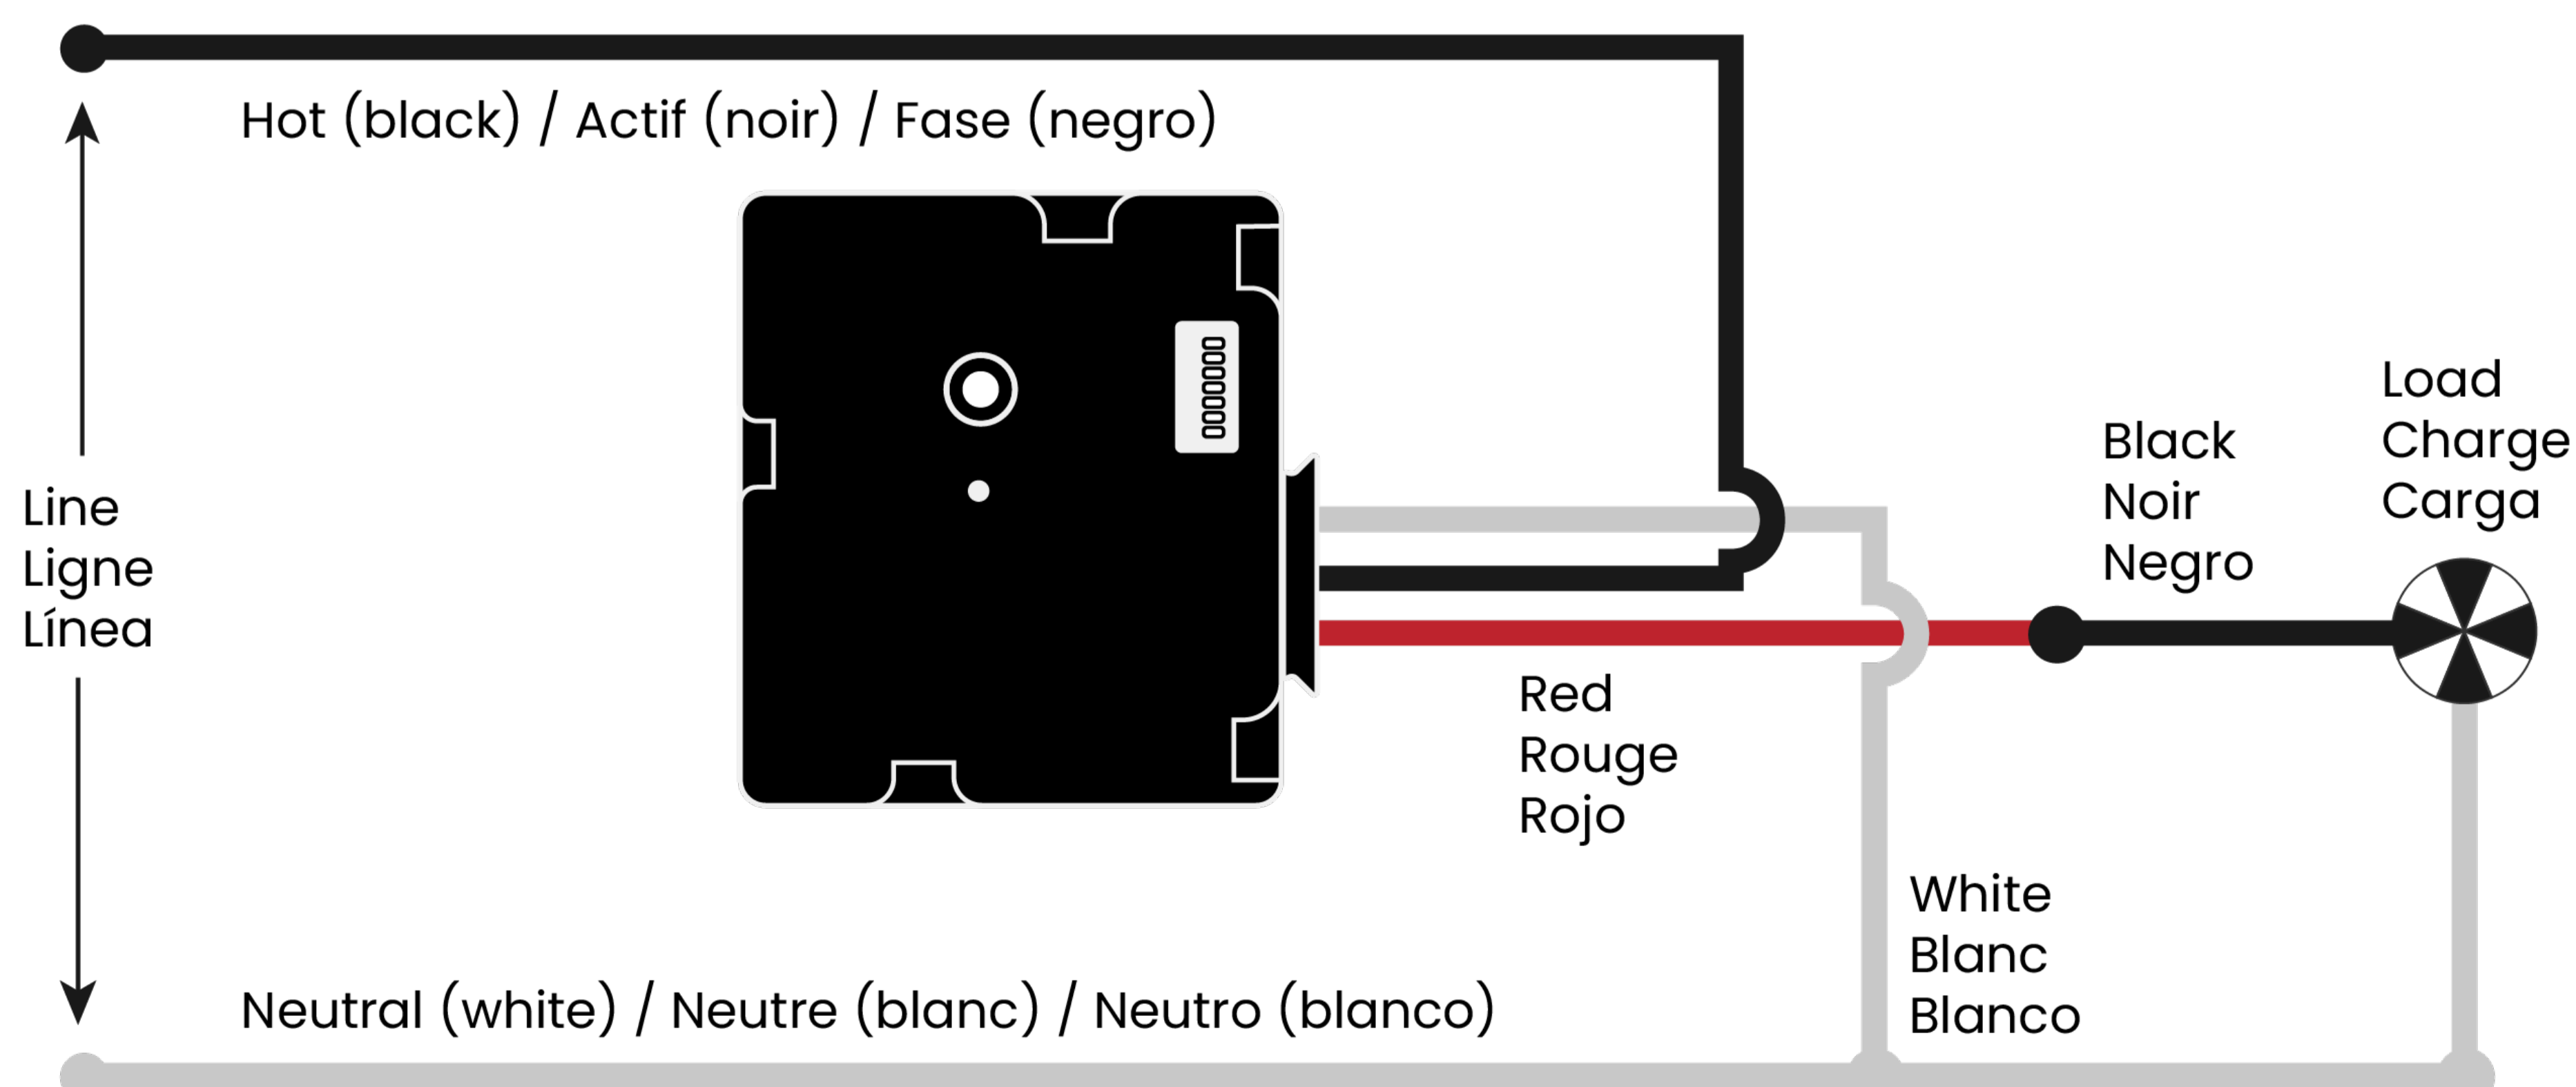 Hot (black) / Actif (noir) / Fase (negro)
Line
Ligne
Línea
Load
Charge
Carga
Black
Noir
Negro
Red
Rouge
Rojo
White
Blanc
Blanco
Neutral (white) / Neutre (blanc) / Neutro (blanco)